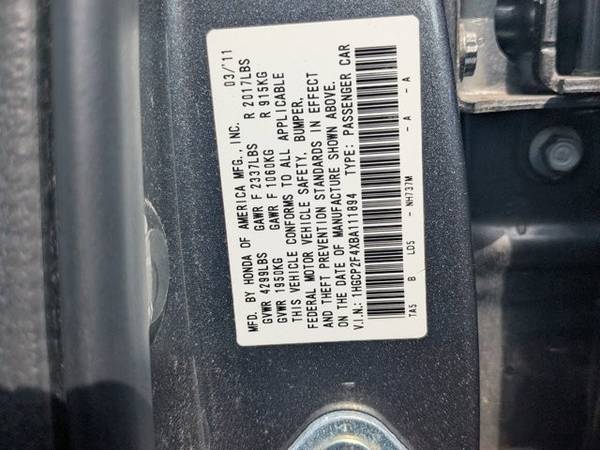 MFD. BY HONDA OF AMERICA MFG., INC. 03/'11
GVWR 4299LBS GAWR F 2337LBS R 2017LBS
GVWR 1950KG GAWR F 1060KG R 915KG
THIS VEHICLE CONFORMS TO ALL APPLICABLE
FEDERAL MOTOR VEHICLE SAFETY, BUMPER,
AND THEFT PREVENTION STANDARDS IN EFFECT
ON THE DATE OF MANUFACTURE SHOWN ABOVE.
V.I.N.: 1HGCP2F4XBA111894 TYPE: PASSENGER CAR
TA5 B LDS - NH737M - A - A